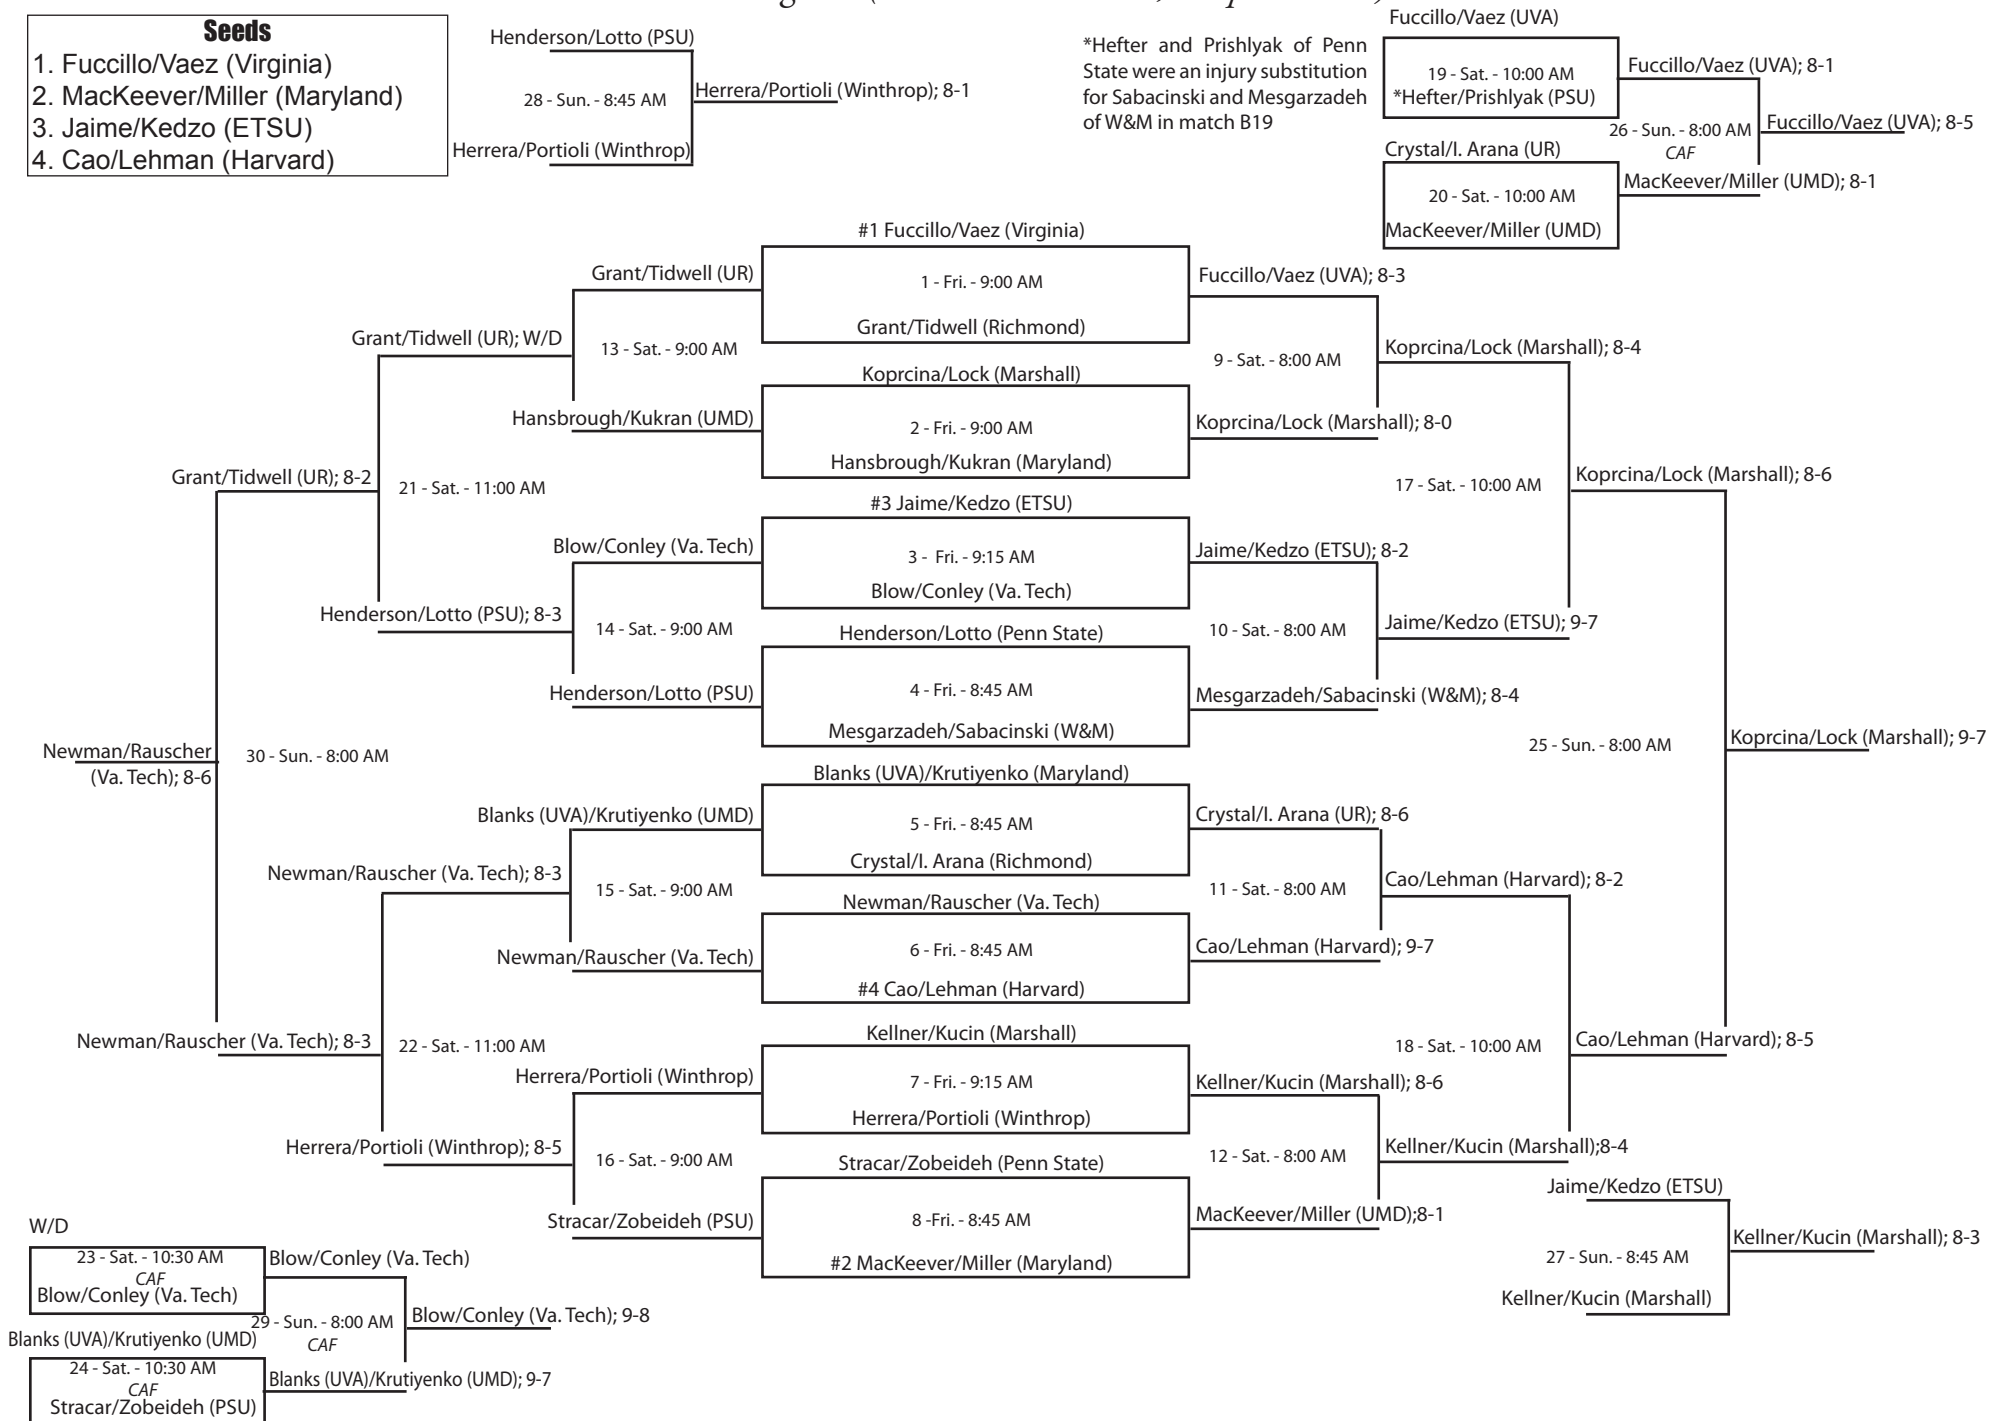 Seeds
1. Fuccillo/Vaez (Virginia)
2. MacKeever/Miller (Maryland)
3. Jaime/Kedzo (ETSU)
4. Cao/Lehman (Harvard)
Henderson/Lotto (PSU)
28 - Sun. - 8:45 AM
Herrera/Portioli (Winthrop); 8-1
Herrera/Portioli (Winthrop)
*Hefter and Prishlyak of Penn
State were an injury substitution
for Sabacinski and Mesgarzadeh
of W&M in match B19
Fuccillo/Vaez (UVA)
19 - Sat. - 10:00 AM
*Hefter/Prishlyak (PSU)
Fuccillo/Vaez (UVA); 8-1
26 - Sun. - 8:00 AM
CAF
Fuccillo/Vaez (UVA); 8-5
Crystal/I. Arana (UR)
20 - Sat. - 10:00 AM
MacKeever/Miller (UMD)
MacKeever/Miller (UMD); 8-1
#1 Fuccillo/Vaez (Virginia)
1 - Fri. - 9:00 AM
Grant/Tidwell (Richmond)
Koprcina/Lock (Marshall)
2 - Fri. - 9:00 AM
Hansbrough/Kukran (Maryland)
#3 Jaime/Kedzo (ETSU)
3 - Fri. - 9:15 AM
Blow/Conley (Va. Tech)
Henderson/Lotto (Penn State)
4 - Fri. - 8:45 AM
Mesgarzadeh/Sabacinski (W&M)
Blanks (UVA)/Krutiyenko (Maryland)
5 - Fri. - 8:45 AM
Crystal/I. Arana (Richmond)
Newman/Rauscher (Va. Tech)
6 - Fri. - 8:45 AM
#4 Cao/Lehman (Harvard)
Kellner/Kucin (Marshall)
7 - Fri. - 9:15 AM
Herrera/Portioli (Winthrop)
Stracar/Zobeideh (Penn State)
8 -Fri. - 8:45 AM
#2 MacKeever/Miller (Maryland)
Grant/Tidwell (UR)
13 - Sat. - 9:00 AM
Hansbrough/Kukran (UMD)
Grant/Tidwell (UR); W/D
Blow/Conley (Va. Tech)
14 - Sat. - 9:00 AM
Henderson/Lotto (PSU)
Henderson/Lotto (PSU); 8-3
21 - Sat. - 11:00 AM
Grant/Tidwell (UR); 8-2
Blanks (UVA)/Krutiyenko (UMD)
15 - Sat. - 9:00 AM
Newman/Rauscher (Va. Tech)
Newman/Rauscher (Va. Tech); 8-3
Herrera/Portioli (Winthrop)
16 - Sat. - 9:00 AM
Stracar/Zobeideh (PSU)
Herrera/Portioli (Winthrop); 8-5
22 - Sat. - 11:00 AM
Newman/Rauscher (Va. Tech); 8-3
30 - Sun. - 8:00 AM
Newman/Rauscher
(Va. Tech); 8-6
Fuccillo/Vaez (UVA); 8-3
9 - Sat. - 8:00 AM
Koprcina/Lock (Marshall); 8-0
Koprcina/Lock (Marshall); 8-4
Jaime/Kedzo (ETSU); 8-2
10 - Sat. - 8:00 AM
Mesgarzadeh/Sabacinski (W&M); 8-4
Jaime/Kedzo (ETSU); 9-7
17 - Sat. - 10:00 AM
Koprcina/Lock (Marshall); 8-6
Crystal/I. Arana (UR); 8-6
11 - Sat. - 8:00 AM
Cao/Lehman (Harvard); 9-7
Cao/Lehman (Harvard); 8-2
Kellner/Kucin (Marshall); 8-6
12 - Sat. - 8:00 AM
MacKeever/Miller (UMD);8-1
Kellner/Kucin (Marshall);8-4
18 - Sat. - 10:00 AM
Cao/Lehman (Harvard); 8-5
25 - Sun. - 8:00 AM
Koprcina/Lock (Marshall); 9-7
Jaime/Kedzo (ETSU)
27 - Sun. - 8:45 AM
Kellner/Kucin (Marshall)
Kellner/Kucin (Marshall); 8-3
W/D
23 - Sat. - 10:30 AM
CAF
Blow/Conley (Va. Tech)
Blow/Conley (Va. Tech)
29 - Sun. - 8:00 AM
CAF
Blow/Conley (Va. Tech); 9-8
Blanks (UVA)/Krutiyenko (UMD)
24 - Sat. - 10:30 AM
CAF
Stracar/Zobeideh (PSU)
Blanks (UVA)/Krutiyenko (UMD); 9-7